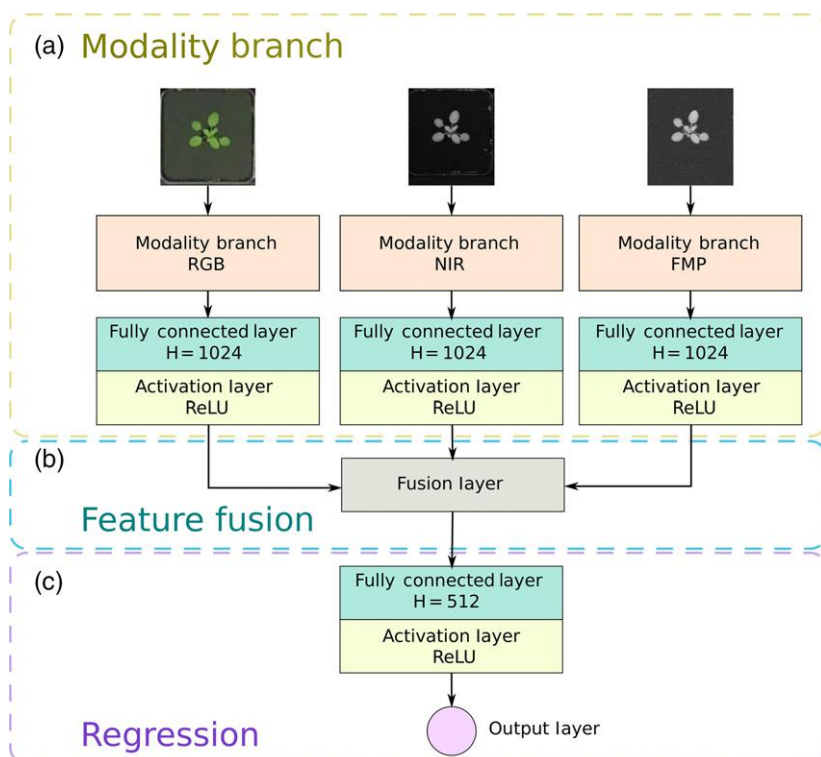 (a) Modality branch
Modality branch
RGB
Modality branch
NIR
Modality branch
FMP
Fully connected layer
H = 1024
Fully connected layer
H = 1024
Fully connected layer
H = 1024
Activation layer
ReLU
Activation layer
ReLU
Activation layer
ReLU
(b)
Fusion layer
Feature fusion
(c)
Fully connected layer
H = 512
Activation layer
ReLU
Output layer
Regression